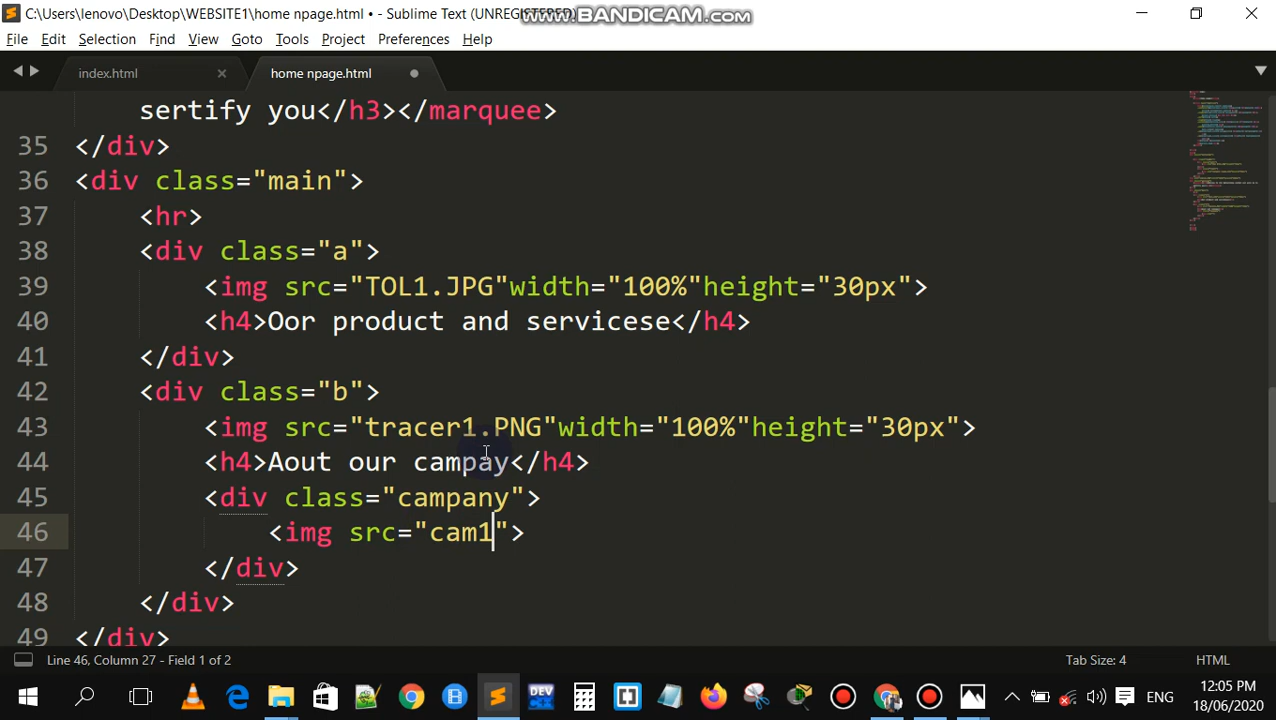 C:\Users\lenovo\Desktop\WEBSITE1\home npage.html • - Sublime Text (UNREGISTERED)
www.BANDICAM.com
File Edit Selection Find View Goto Tools Project Preferences Help
index.html home npage.html
sertify you</h3></marquee>
35 </div>
36 <div class="main">
37 <hr>
38 <div class="a">
39 <img src="TOL1.JPG"width="100%"height="30px">
40 <h4>Oor product and servicese</h4>
41 </div>
42 <div class="b">
43 <img src="tracer1.PNG"width="100%"height="30px">
44 <h4>Aout our campay</h4>
45 <div class="campany">
46 <img src="cam1">
47 </div>
48 </div>
49 </div>
Line 46, Column 27 - Field 1 of 2 Tab Size: 4 HTML
DEV
ENG
12:05 PM
18/06/2020